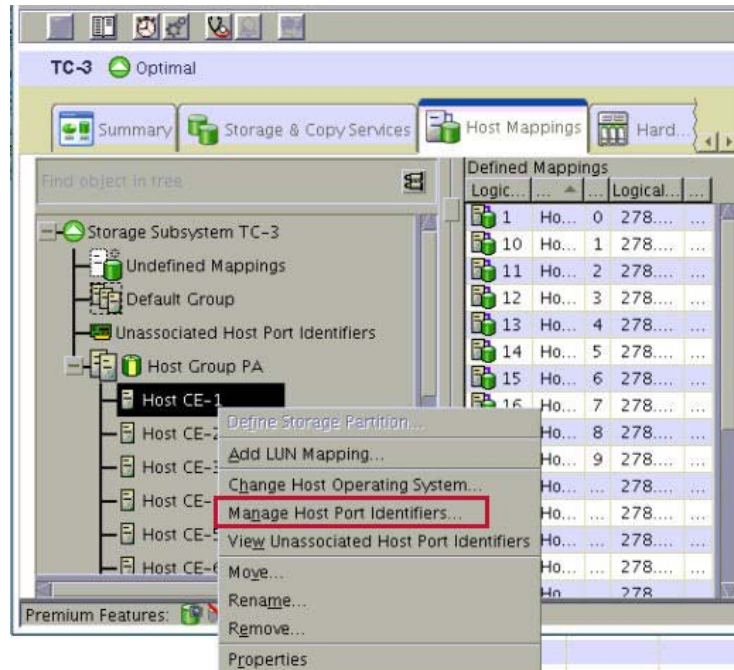 TC-3 Optimal
Summary
Storage & Copy Services
Host Mappings
Hard...
Find object in tree
Storage Subsystem TC-3
Undefined Mappings
Default Group
Unassociated Host Port Identifiers
Host Group PA
Host CE-1
Host CE-
Host CE-
Host CE-
Host CE-
Host CE-
Define Storage Partition...
Add LUN Mapping...
Change Host Operating System...
Manage Host Port Identifiers...
View Unassociated Host Port Identifiers
Move...
Rename...
Remove...
Properties
Premium Features:
Defined Mappings
Logic... ... ... Logical... ...
1 Ho... 0 278.... ...
10 Ho... 1 278.... ...
11 Ho... 2 278.... ...
12 Ho... 3 278.... ...
13 Ho... 4 278.... ...
14 Ho... 5 278.... ...
15 Ho... 6 278.... ...
16 Ho... 7 278.... ...
Ho... 8 278.... ...
Ho... 9 278.... ...
Ho... ... 278.... ...
Ho... ... 278.... ...
Ho... ... 278.... ...
Ho... ... 278.... ...
Ho 278